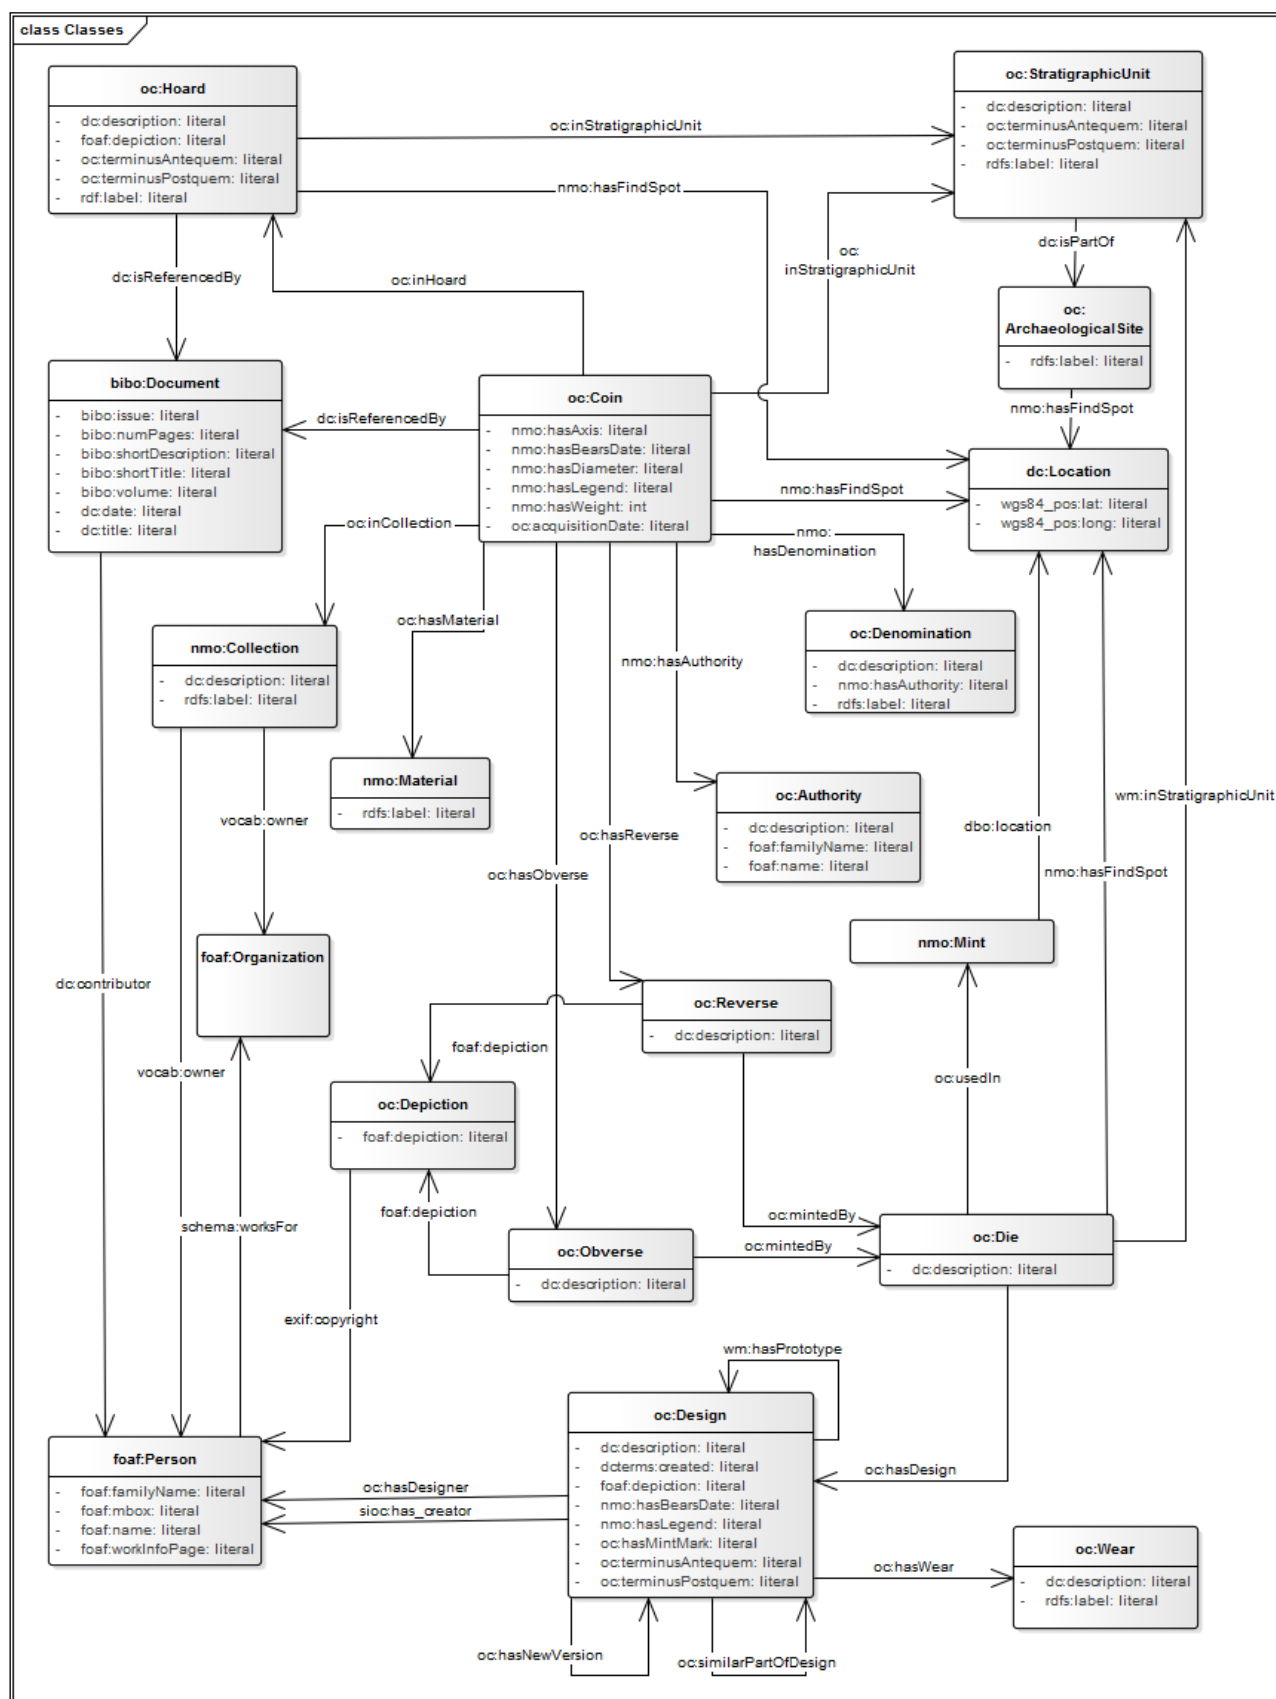 class Classes
oc:Hoard
- dc:description: literal
- foaf:depiction: literal
- oc:terminusAntequem: literal
- oc:terminusPostquem: literal
- rdf:label: literal
oc:StratigraphicUnit
- dc:description: literal
- oc:terminusAntequem: literal
- oc:terminusPostquem: literal
- rdfs:label: literal
oc:inStratigraphicUnit
nmo:hasFindSpot
dc:isPartOf
oc:
inStratigraphicUnit
dc:isReferencedBy
oc:inHoard
oc:
ArchaeologicalSite
- rdfs:label: literal
nmo:hasFindSpot
bibo:Document
- bibo:issue: literal
- bibo:numPages: literal
- bibo:shortDescription: literal
- bibo:shortTitle: literal
- bibo:volume: literal
- dc:date: literal
- dc:title: literal
dc:isReferencedBy
oc:Coin
- nmo:hasAxis: literal
- nmo:hasBearsDate: literal
- nmo:hasDiameter: literal
- nmo:hasLegend: literal
- nmo:hasWeight: int
- oc:acquisitionDate: literal
nmo:hasFindSpot
dc:Location
- wgs84_pos:lat: literal
- wgs84_pos:long: literal
oc:inCollection
nmo:
hasDenomination
oc:hasMaterial
nmo:Collection
- dc:description: literal
- rdfs:label: literal
oc:Denomination
- dc:description: literal
- nmo:hasAuthority: literal
- rdfs:label: literal
nmo:hasAuthority
nmo:Material
- rdfs:label: literal
oc:Authority
- dc:description: literal
- foaf:familyName: literal
- foaf:name: literal
wm:inStratigraphicUnit
vocab:owner
oc:hasReverse
dbo:location
oc:hasObverse
nmo:hasFindSpot
foaf:Organization
nmo:Mint
dc:contributor
oc:Reverse
- dc:description: literal
foaf:depiction
vocab:owner
oc:usedIn
oc:Depiction
- foaf:depiction: literal
schema:worksFor
foaf:depiction
oc:mintedBy
oc:Obverse
- dc:description: literal
oc:mintedBy
oc:Die
- dc:description: literal
exif:copyright
wm:hasPrototype
oc:Design
- dc:description: literal
- dcterms:created: literal
- foaf:depiction: literal
- nmo:hasBearsDate: literal
- nmo:hasLegend: literal
- oc:hasMintMark: literal
- oc:terminusAntequem: literal
- oc:terminusPostquem: literal
oc:hasDesign
foaf:Person
- foaf:familyName: literal
- foaf:mbox: literal
- foaf:name: literal
- foaf:workInfoPage: literal
oc:hasDesigner
sioc:has_creator
oc:hasWear
oc:Wear
- dc:description: literal
- rdfs:label: literal
oc:hasNewVersion
oc:similarPartOfDesign